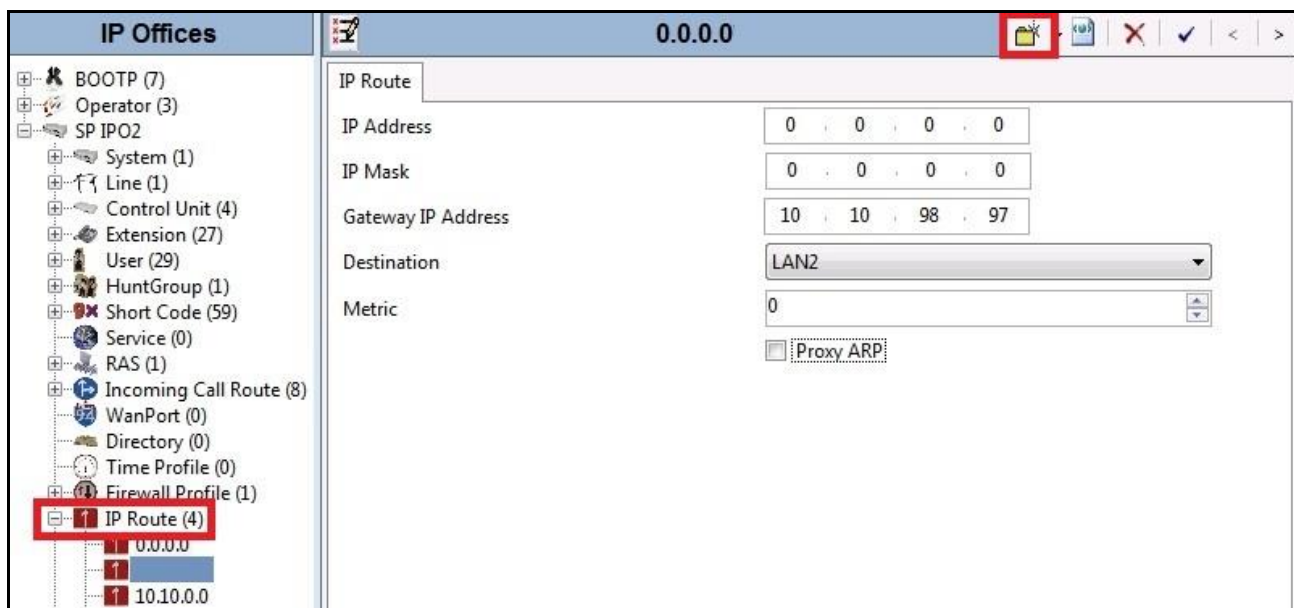 IP Offices
0.0.0.0
BOOTP (7)
Operator (3)
SP IPO2
System (1)
Line (1)
Control Unit (4)
Extension (27)
User (29)
HuntGroup (1)
Short Code (59)
Service (0)
RAS (1)
Incoming Call Route (8)
WanPort (0)
Directory (0)
Time Profile (0)
Firewall Profile (1)
IP Route (4)
0.0.0.0
10.10.0.0
IP Route
IP Address 0 . 0 . 0 . 0
IP Mask 0 . 0 . 0 . 0
Gateway IP Address 10 . 10 . 98 . 97
Destination LAN2
Metric 0
Proxy ARP